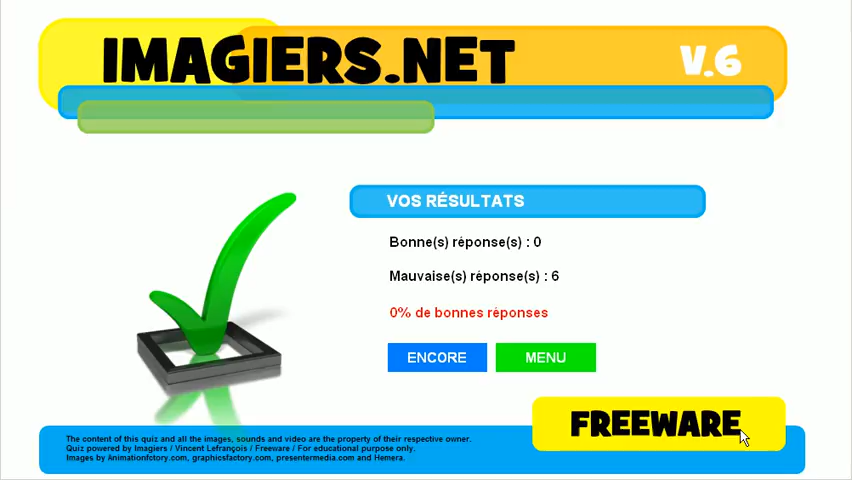 IMAGIERS.NET
V.6
VOS RÉSULTATS
Bonne(s) réponse(s) : 0
Mauvaise(s) réponse(s) : 6
0% de bonnes réponses
ENCORE
MENU
FREEWARE
The content of this quiz and all the images, sounds and video are the property of their respective owner.
Quiz powered by Imagiers / Vincent Lefrançois / Freeware / For educational purpose only.
Images by Animationfctory.com, graphicsfactory.com, presentermedia.com and Hemera.